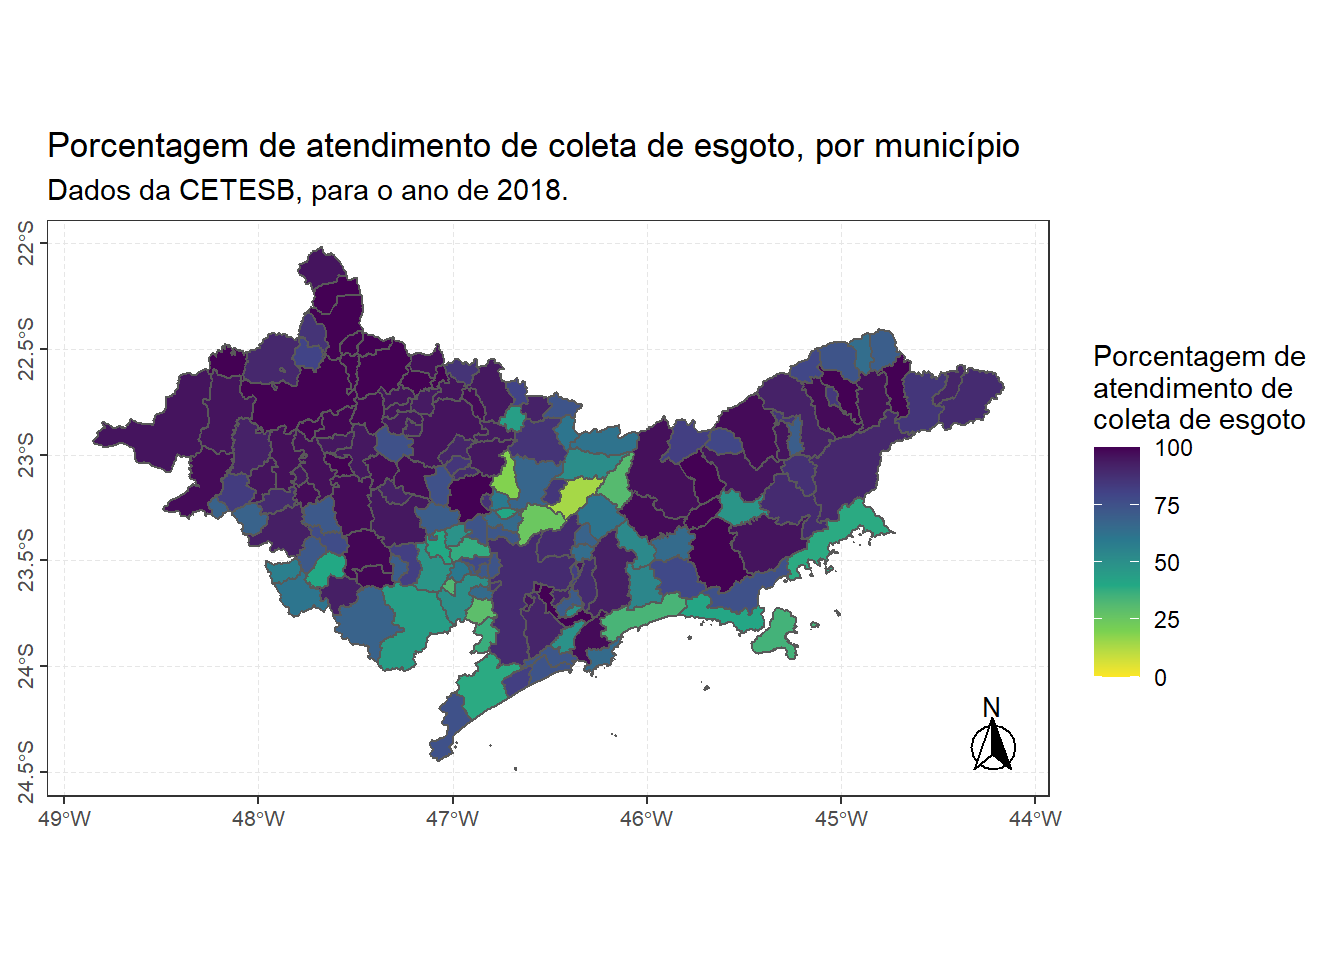 Porcentagem de atendimento de coleta de esgoto, por município
Dados da CETESB, para o ano de 2018.
22°S
22.5°S
23°S
23.5°S
24°S
24.5°S
49°W
48°W
47°W
46°W
45°W
44°W
N
Porcentagem de
atendimento de
coleta de esgoto
100
75
50
25
0